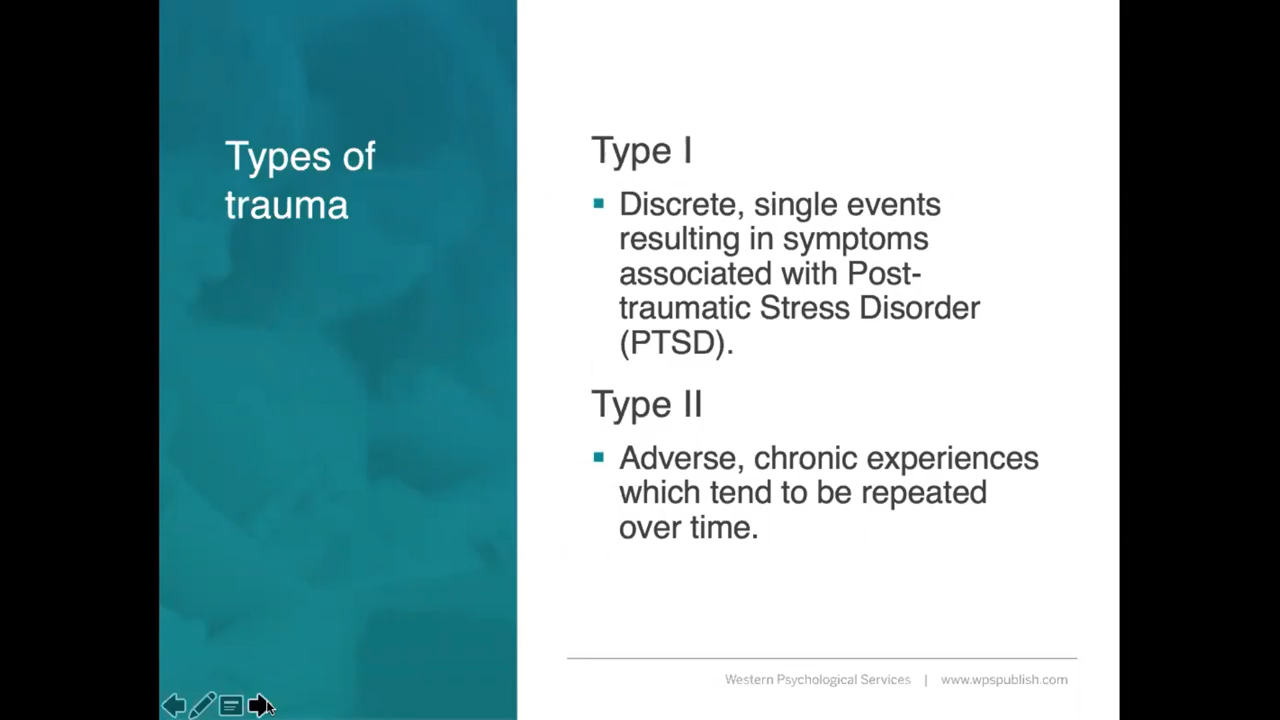 Types of
trauma
Type I
▪ Discrete, single events
resulting in symptoms
associated with Post-
traumatic Stress Disorder
(PTSD).
Type II
▪ Adverse, chronic experiences
which tend to be repeated
over time.
Western Psychological Services | www.wpspublish.com